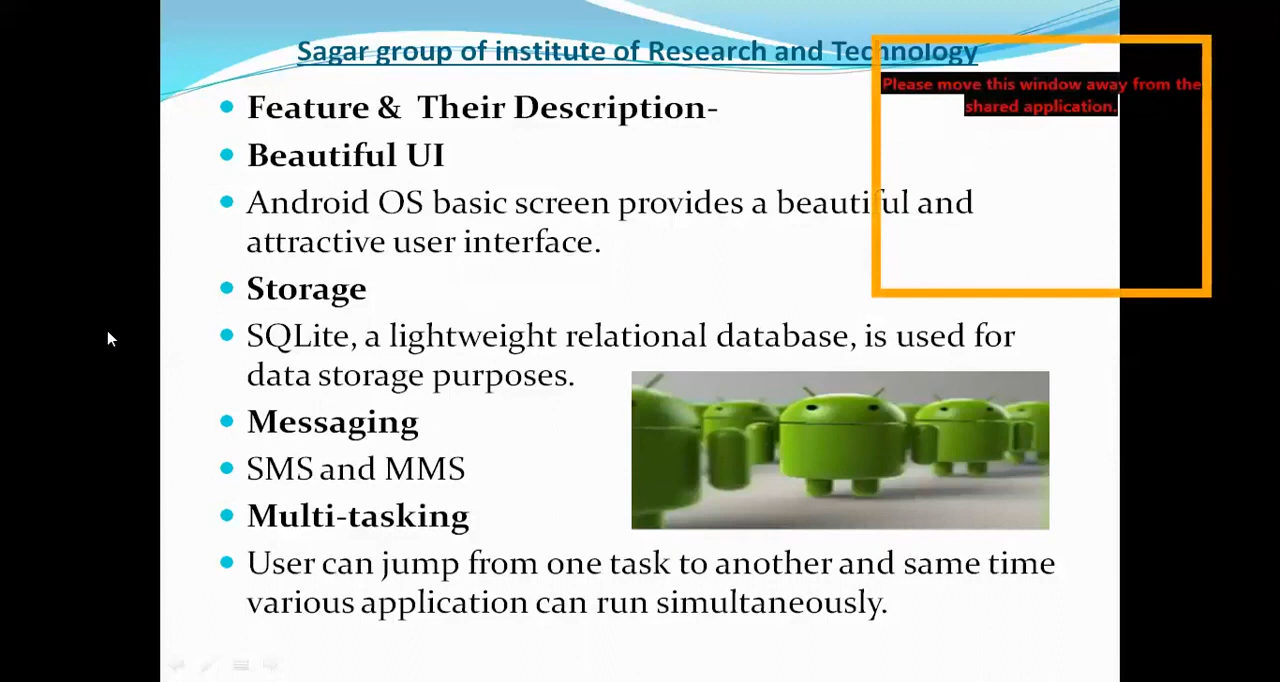 Sagar group of institute of Research and Technology
Please move this window away from the
shared application.
Feature & Their Description-
Beautiful UI
Android OS basic screen provides a beautiful and
attractive user interface.
Storage
SQLite, a lightweight relational database, is used for
data storage purposes.
Messaging
SMS and MMS
Multi-tasking
User can jump from one task to another and same time
various application can run simultaneously.